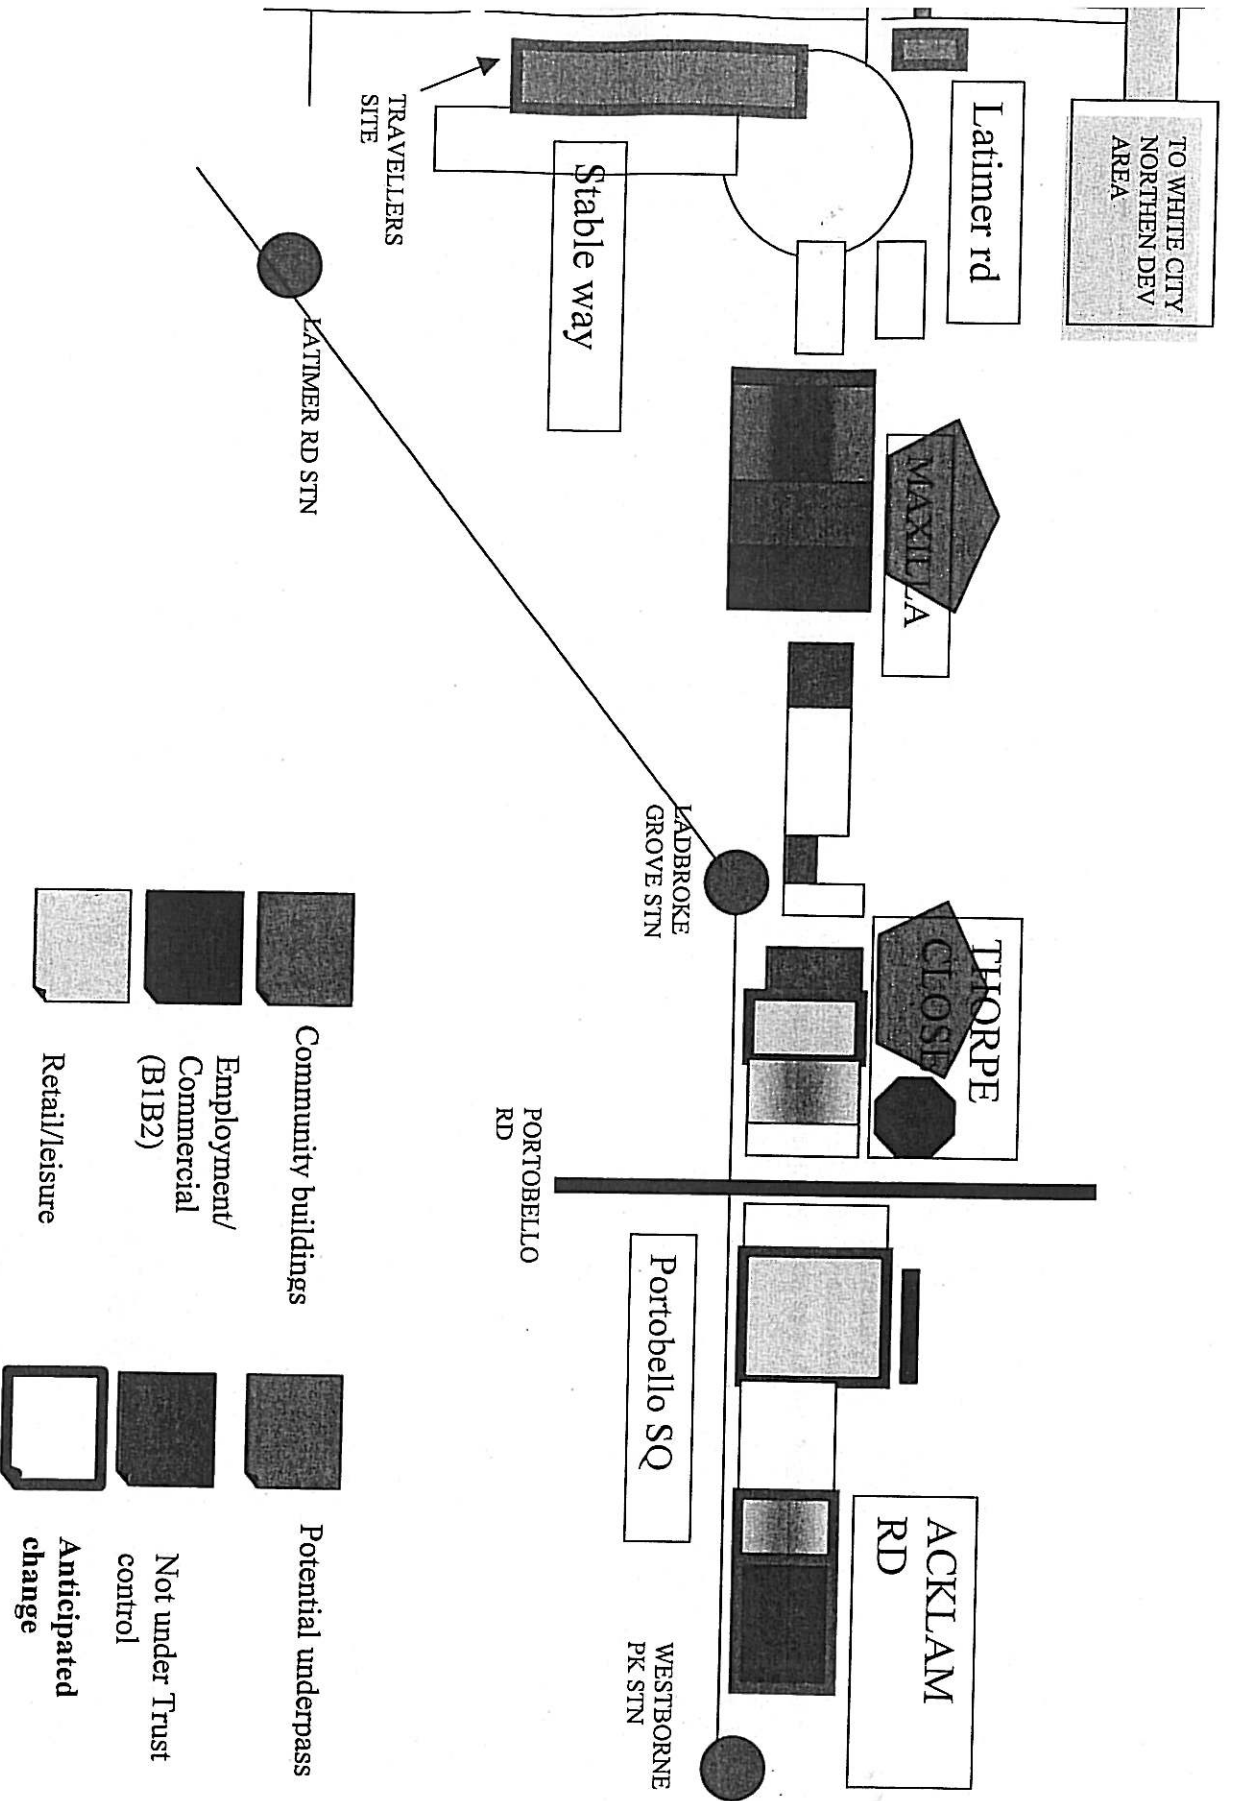 TO WHITE CITY
NORTHEN DEV
AREA
Latimer rd
TRAVELLERS
SITE
Stable way
LATIMER RD STN
MAXILLA
LADBROKE
GROVE STN
THORPE
CLOSE
PORTOBELLO
RD
Portobello SQ
ACKLAM
RD
WESTBORNE
PK STN
Community buildings
Employment/
Commercial
(B1B2)
Retail/leisure
Potential underpass
Not under Trust
control
Anticipated
change